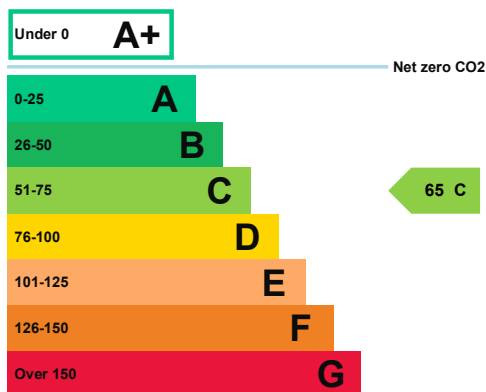 Under 0 A+
Net zero CO2
0-25 A
26-50 B
51-75 C
65 C
76-100 D
101-125 E
126-150 F
Over 150 G